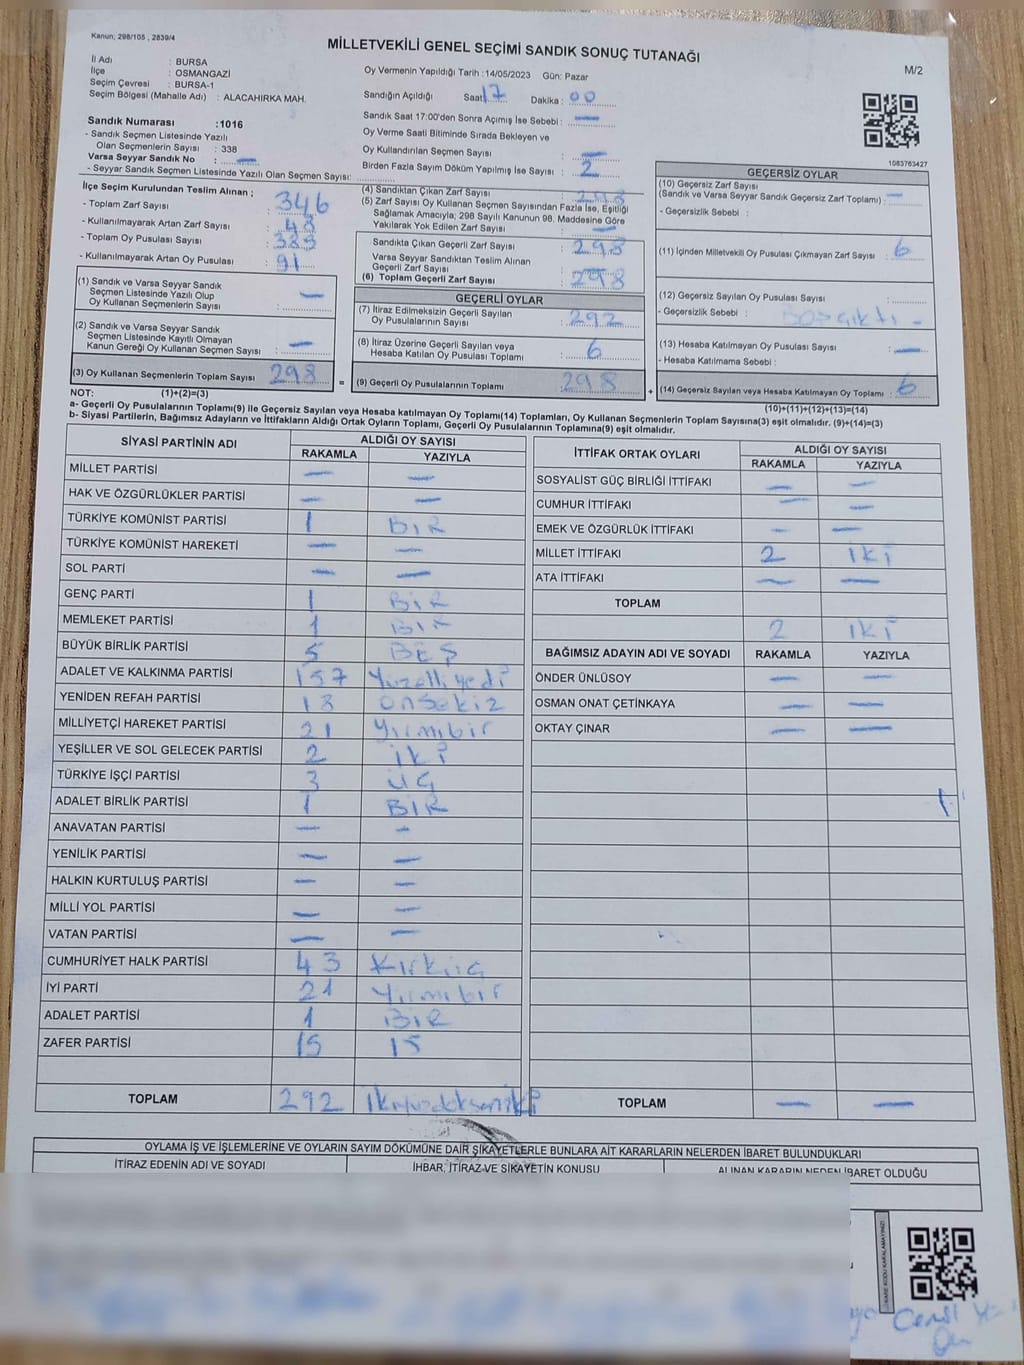 Kanun; 298/105 , 2839/4
MİLLETVEKİLİ GENEL SEÇİMİ SANDIK SONUÇ TUTANAĞI
M/2
İl Adı : BURSA
İlçe : OSMANGAZİ
Seçim Çevresi : BURSA-1
Seçim Bölgesi (Mahalle Adı) : ALACAHIRKA MAH.
Sandık Numarası :1016
- Sandık Seçmen Listesinde Yazılı
Olan Seçmenlerin Sayısı : 338
Varsa Seyyar Sandık No : —
- Seyyar Sandık Seçmen Listesinde Yazılı Olan Seçmen Sayısı:
Oy Vermenin Yapıldığı Tarih :14/05/2023 Gün: Pazar
Sandığın Açıldığı Saat: 17 Dakika : 00
Sandık Saat 17:00'den Sonra Açımış İse Sebebi : —
Oy Verme Saati Bitiminde Sırada Bekleyen ve
Oy Kullandırılan Seçmen Sayısı : —
Birden Fazla Sayım Döküm Yapılmış İse Sayısı : 2
1083763427
İlçe Seçim Kurulundan Teslim Alınan ;
- Toplam Zarf Sayısı : 346
- Kullanılmayarak Artan Zarf Sayısı : 48
- Toplam Oy Pusulası Sayısı
- Kullanılmayarak Artan Oy Pusulası : 91
(1) Sandık ve Varsa Seyyar Sandık
Seçmen Listesinde Yazılı Olup
Oy Kullanan Seçmenlerin Sayısı : —
(2) Sandık ve Varsa Seyyar Sandık
Seçmen Listesinde Kayıtlı Olmayan
Kanun Gereği Oy Kullanan Seçmen Sayısı : —
(3) Oy Kullanan Seçmenlerin Toplam Sayısı : 298
(4) Sandıktan Çıkan Zarf Sayısı : 298
(5) Zarf Sayısı Oy Kullanan Seçmen Sayısından Fazla İse, Eşitliği
Sağlamak Amacıyla; 298 Sayılı Kanunun 98. Maddesine Göre
Yakılarak Yok Edilen Zarf Sayısı : —
Sandıkta Çıkan Geçerli Zarf Sayısı : 298
Varsa Seyyar Sandıktan Teslim Alınan
Geçerli Zarf Sayısı : —
(6) Toplam Geçerli Zarf Sayısı : 298
GEÇERLİ OYLAR
(7) İtiraz Edilmeksizin Geçerli Sayılan
Oy Pusulalarının Sayısı : 292
(8) İtiraz Üzerine Geçerli Sayılan veya
Hesaba Katılan Oy Pusulası Toplamı : 6
= (9) Geçerli Oy Pusulalarının Toplamı : 298
GEÇERSİZ OYLAR
(10) Geçersiz Zarf Sayısı
(Sandık ve Varsa Seyyar Sandık Geçersiz Zarf Toplamı) : —
- Geçersizlik Sebebi :
(11) İçinden Milletvekili Oy Pusulası Çıkmayan Zarf Sayısı : 6
(12) Geçersiz Sayılan Oy Pusulası Sayısı :
- Geçersizlik Sebebi : Boş çıktı -
(13) Hesaba Katılmayan Oy Pusulası Sayısı : —
- Hesaba Katılmama Sebebi :
+ (14) Geçersiz Sayılan veya Hesaba Katılmayan Oy Toplamı : 6
NOT: (1)+(2)=(3) (10)+(11)+(12)+(13)=(14)
a- Geçerli Oy Pusulalarının Toplamı(9) ile Geçersiz Sayılan veya Hesaba katılmayan Oy Toplamı(14) Toplamları, Oy Kullanan Seçmenlerin Toplam Sayısına(3) eşit olmalıdır. (9)+(14)=(3)
b- Siyasi Partilerin, Bağımsız Adayların ve İttifakların Aldığı Ortak Oyların Toplamı, Geçerli Oy Pusulalarının Toplamına(9) eşit olmalıdır.
SİYASİ PARTİNİN ADI ALDIĞI OY SAYISI
RAKAMLA YAZIYLA
MİLLET PARTİSİ — —
HAK VE ÖZGÜRLÜKLER PARTİSİ — —
TÜRKİYE KOMÜNİST PARTİSİ 1 BİR
TÜRKİYE KOMÜNİST HAREKETİ — —
SOL PARTİ — —
GENÇ PARTİ 1 BİR
MEMLEKET PARTİSİ 1 BİR
BÜYÜK BİRLİK PARTİSİ 5 BEŞ
ADALET VE KALKINMA PARTİSİ 157 Yüzelliyedi
YENİDEN REFAH PARTİSİ 18 onsekiz
MİLLİYETÇİ HAREKET PARTİSİ 21 Yirmibir
YEŞİLLER VE SOL GELECEK PARTİSİ 2 İki
TÜRKİYE İŞÇİ PARTİSİ 3 ÜÇ
ADALET BİRLİK PARTİSİ 1 BİR
ANAVATAN PARTİSİ — —
YENİLİK PARTİSİ — —
HALKIN KURTULUŞ PARTİSİ — —
MİLLİ YOL PARTİSİ — —
VATAN PARTİSİ — —
CUMHURİYET HALK PARTİSİ 43 Kırküç
İYİ PARTİ 21 Yirmibir
ADALET PARTİSİ 1 BİR
ZAFER PARTİSİ 15 15
TOPLAM 292 ikiyüzdoksaniki
İTTİFAK ORTAK OYLARI ALDIĞI OY SAYISI
RAKAMLA YAZIYLA
SOSYALİST GÜÇ BİRLİĞİ İTTİFAKI — —
CUMHUR İTTİFAKI — —
EMEK VE ÖZGÜRLÜK İTTİFAKI — —
MİLLET İTTİFAKI 2 İKİ
ATA İTTİFAKI — —
TOPLAM 2 İKİ
BAĞIMSIZ ADAYIN ADI VE SOYADI RAKAMLA YAZIYLA
ÖNDER ÜNLÜSOY — —
OSMAN ONAT ÇETİNKAYA — —
OKTAY ÇINAR — —
TOPLAM — —
OYLAMA İŞ VE İŞLEMLERİNE VE OYLARIN SAYIM DÖKÜMÜNE DAİR ŞİKAYETLERLE BUNLARA AİT KARARLARIN NELERDEN İBARET BULUNDUKLARI
İTİRAZ EDENİN ADI VE SOYADI İHBAR, İTİRAZ VE ŞİKAYETİN KONUSU ALINAN KARARIN NEDEN İBARET OLDUĞU
KARE KODU KARALAMAYINIZ!